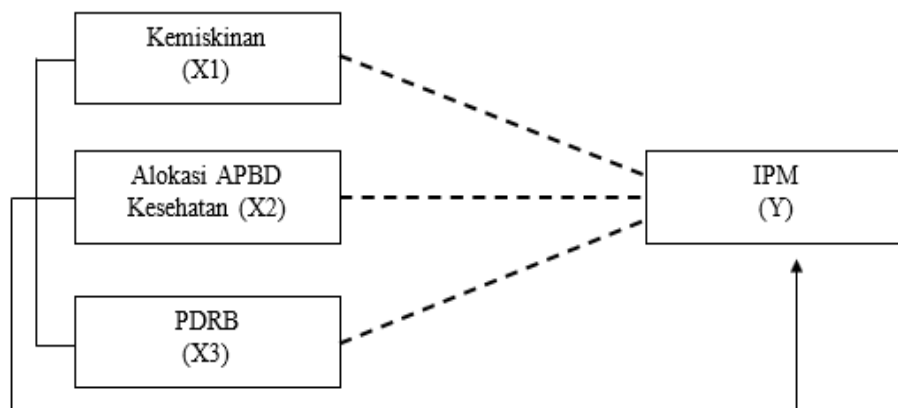 Kemiskinan
(X1)
Alokasi APBD
Kesehatan (X2)
IPM
(Y)
PDRB
(X3)